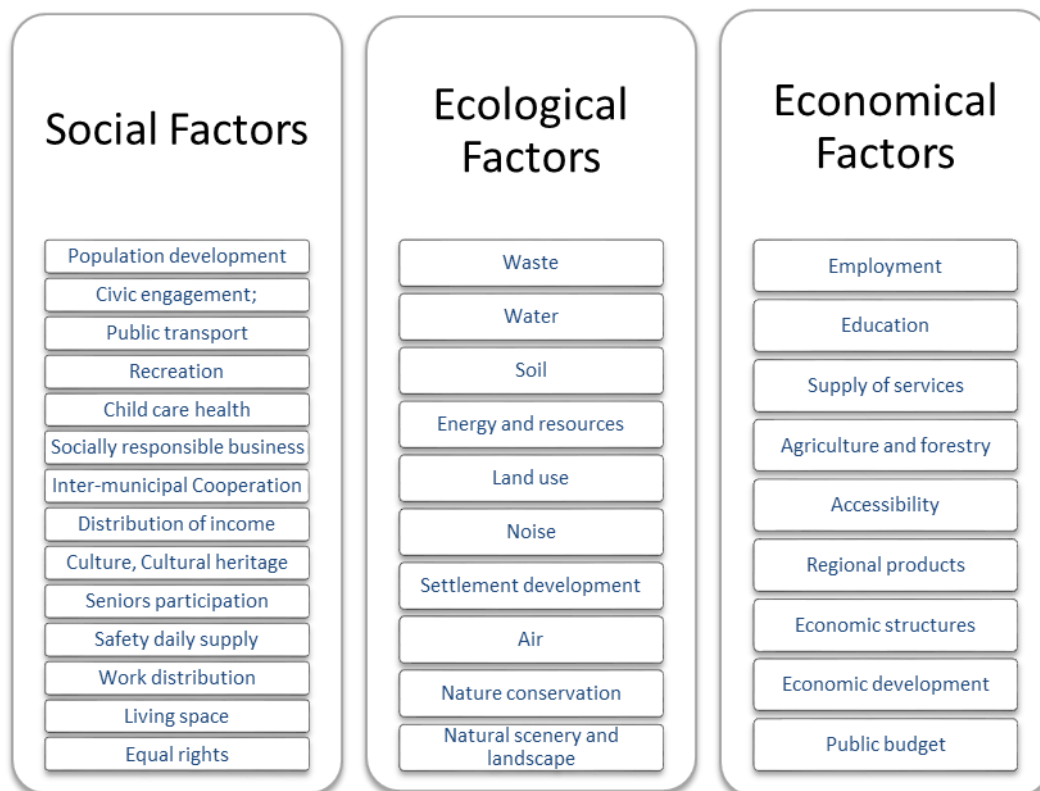 Social Factors
Population development
Civic engagement;
Public transport
Recreation
Child care health
Socially responsible business
Inter-municipal Cooperation
Distribution of income
Culture, Cultural heritage
Seniors participation
Safety daily supply
Work distribution
Living space
Equal rights
Ecological
Factors
Waste
Water
Soil
Energy and resources
Land use
Noise
Settlement development
Air
Nature conservation
Natural scenery and
landscape
Economical
Factors
Employment
Education
Supply of services
Agriculture and forestry
Accessibility
Regional products
Economic structures
Economic development
Public budget